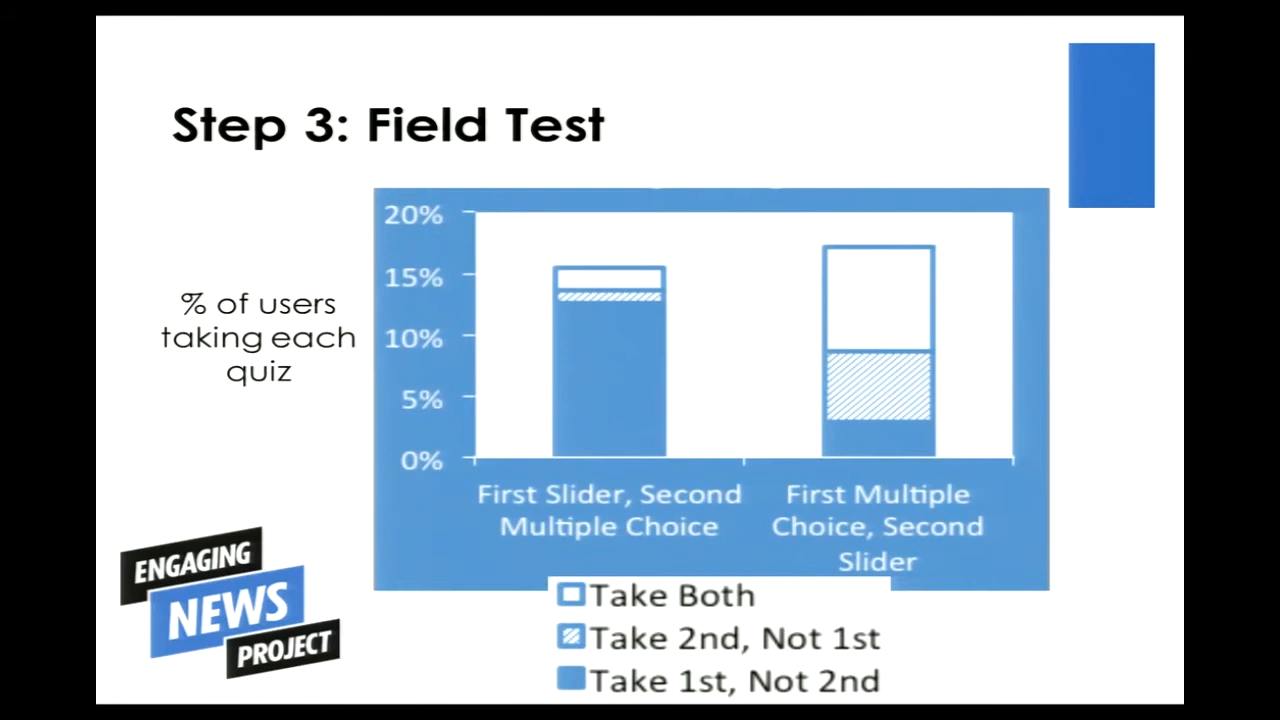 Step 3: Field Test
% of users
taking each
quiz
20%
15%
10%
5%
0%
First Slider, Second
Multiple Choice
First Multiple
Choice, Second
Slider
Take Both
Take 2nd, Not 1st
Take 1st, Not 2nd
ENGAGING
NEWS
PROJECT